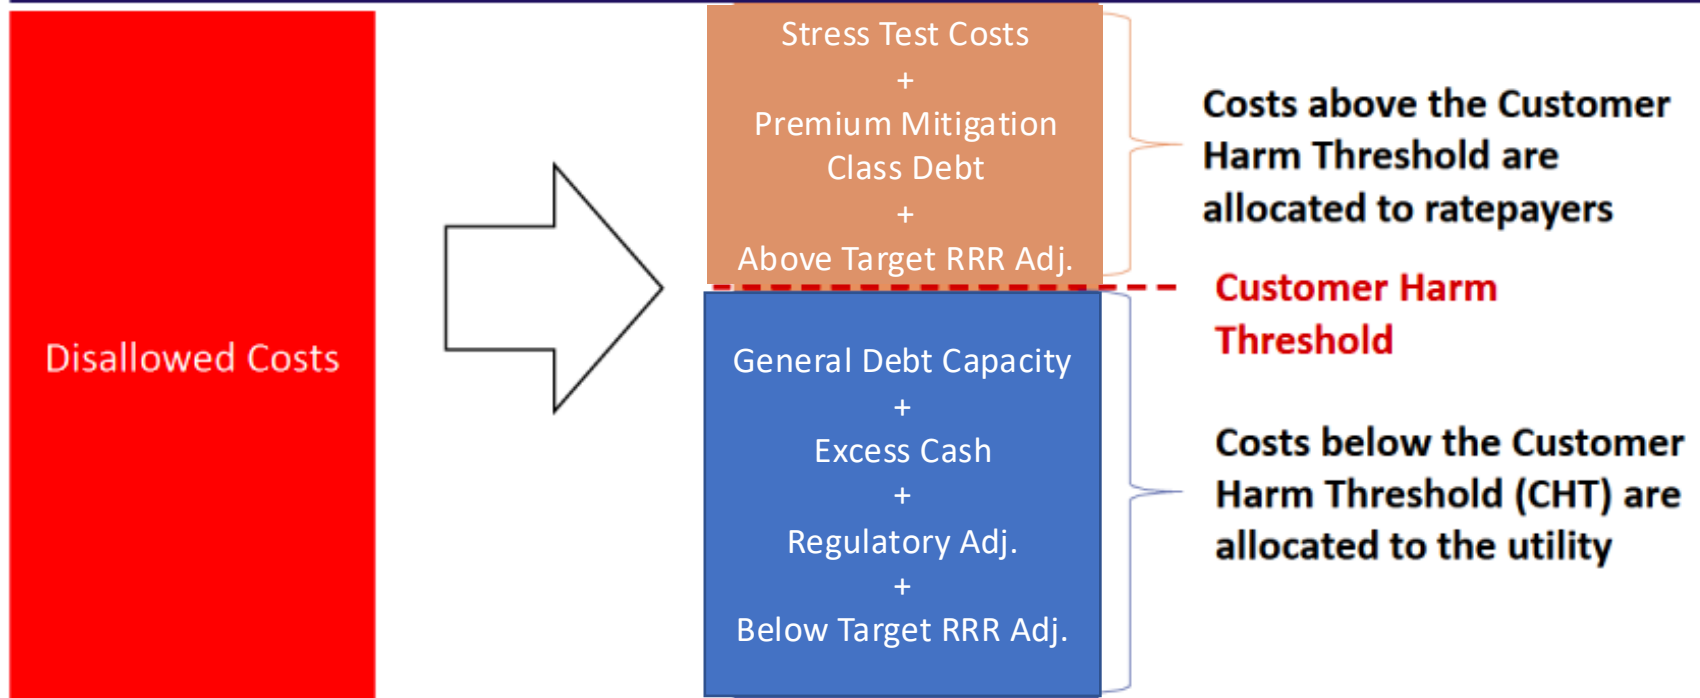 Disallowed Costs
Stress Test Costs
+
Premium Mitigation
Class Debt
+
Above Target RRR Adj.
General Debt Capacity
+
Excess Cash
+
Regulatory Adj.
+
Below Target RRR Adj.
Costs above the Customer
Harm Threshold are
allocated to ratepayers
Customer Harm
Threshold
Costs below the Customer
Harm Threshold (CHT) are
allocated to the utility